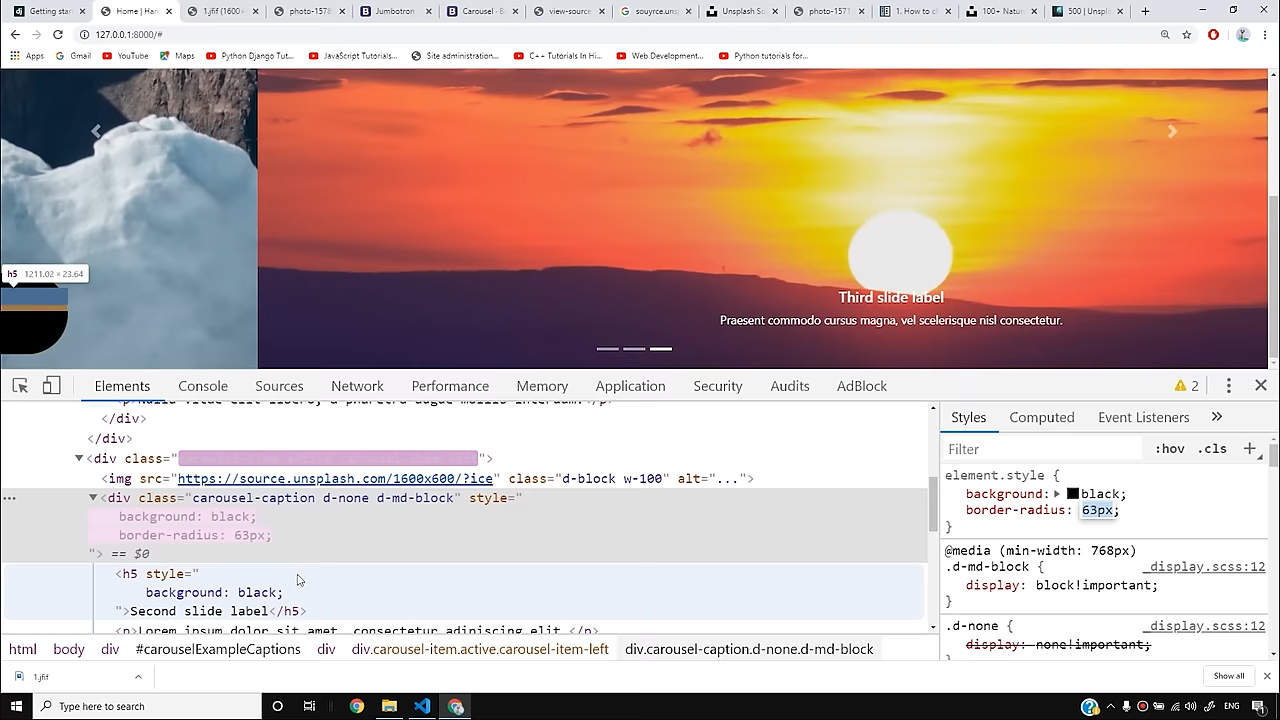 Getting start
Home | Harr
1.jfif (1600×
photo-1578
Jumbotron
Carousel - B
view-source
souyrce.uns
Unsplash So
photo-1577
1. How to c
100+ Natur
500 | Unspl
127.0.0.1:8000/#
Apps
Gmail
YouTube
Maps
Python Django Tut...
JavaScript Tutorials...
Site administration...
C++ Tutorials In Hi...
Web Development...
Python tutorials for...
h5 1211.02 × 23.64
Third slide label
Praesent commodo cursus magna, vel scelerisque nisl consectetur.
Elements
Console
Sources
Network
Performance
Memory
Application
Security
Audits
AdBlock
2
</div>
</div>
<div class=" ">
<img src="https://source.unsplash.com/1600x600/?ice" class="d-block w-100" alt="...">
<div class="carousel-caption d-none d-md-block" style="
background: black;
border-radius: 63px;
"> == $0
<h5 style="
background: black;
">Second slide label</h5>
<p>Lorem ipsum dolor sit amet, consectetur adipiscing elit.</p>
html body div #carouselExampleCaptions div div.carousel-item.active.carousel-item-left div.carousel-caption.d-none.d-md-block
Styles
Computed
Event Listeners
»
Filter
:hov .cls +
element.style {
background: black;
border-radius: 63px;
}
@media (min-width: 768px)
.d-md-block {
_display.scss:12
display: block!important;
}
.d-none {
_display.scss:12
display: none!important;
1.jfif
Show all
Type here to search
ENG